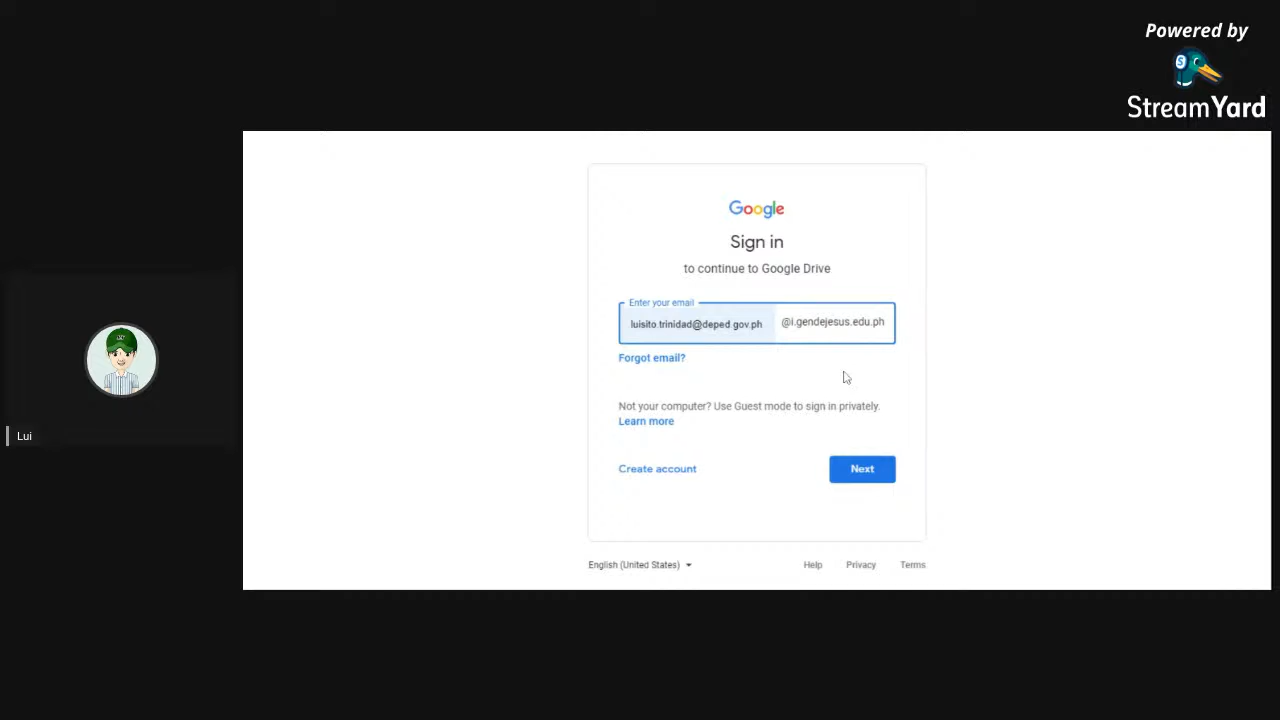 Powered by
StreamYard
Google
Sign in
to continue to Google Drive
Enter your email
luisito.trinidad@deped.gov.ph @i.gendejesus.edu.ph
Forgot email?
Not your computer? Use Guest mode to sign in privately.
Learn more
Create account Next
English (United States) Help Privacy Terms
Lui